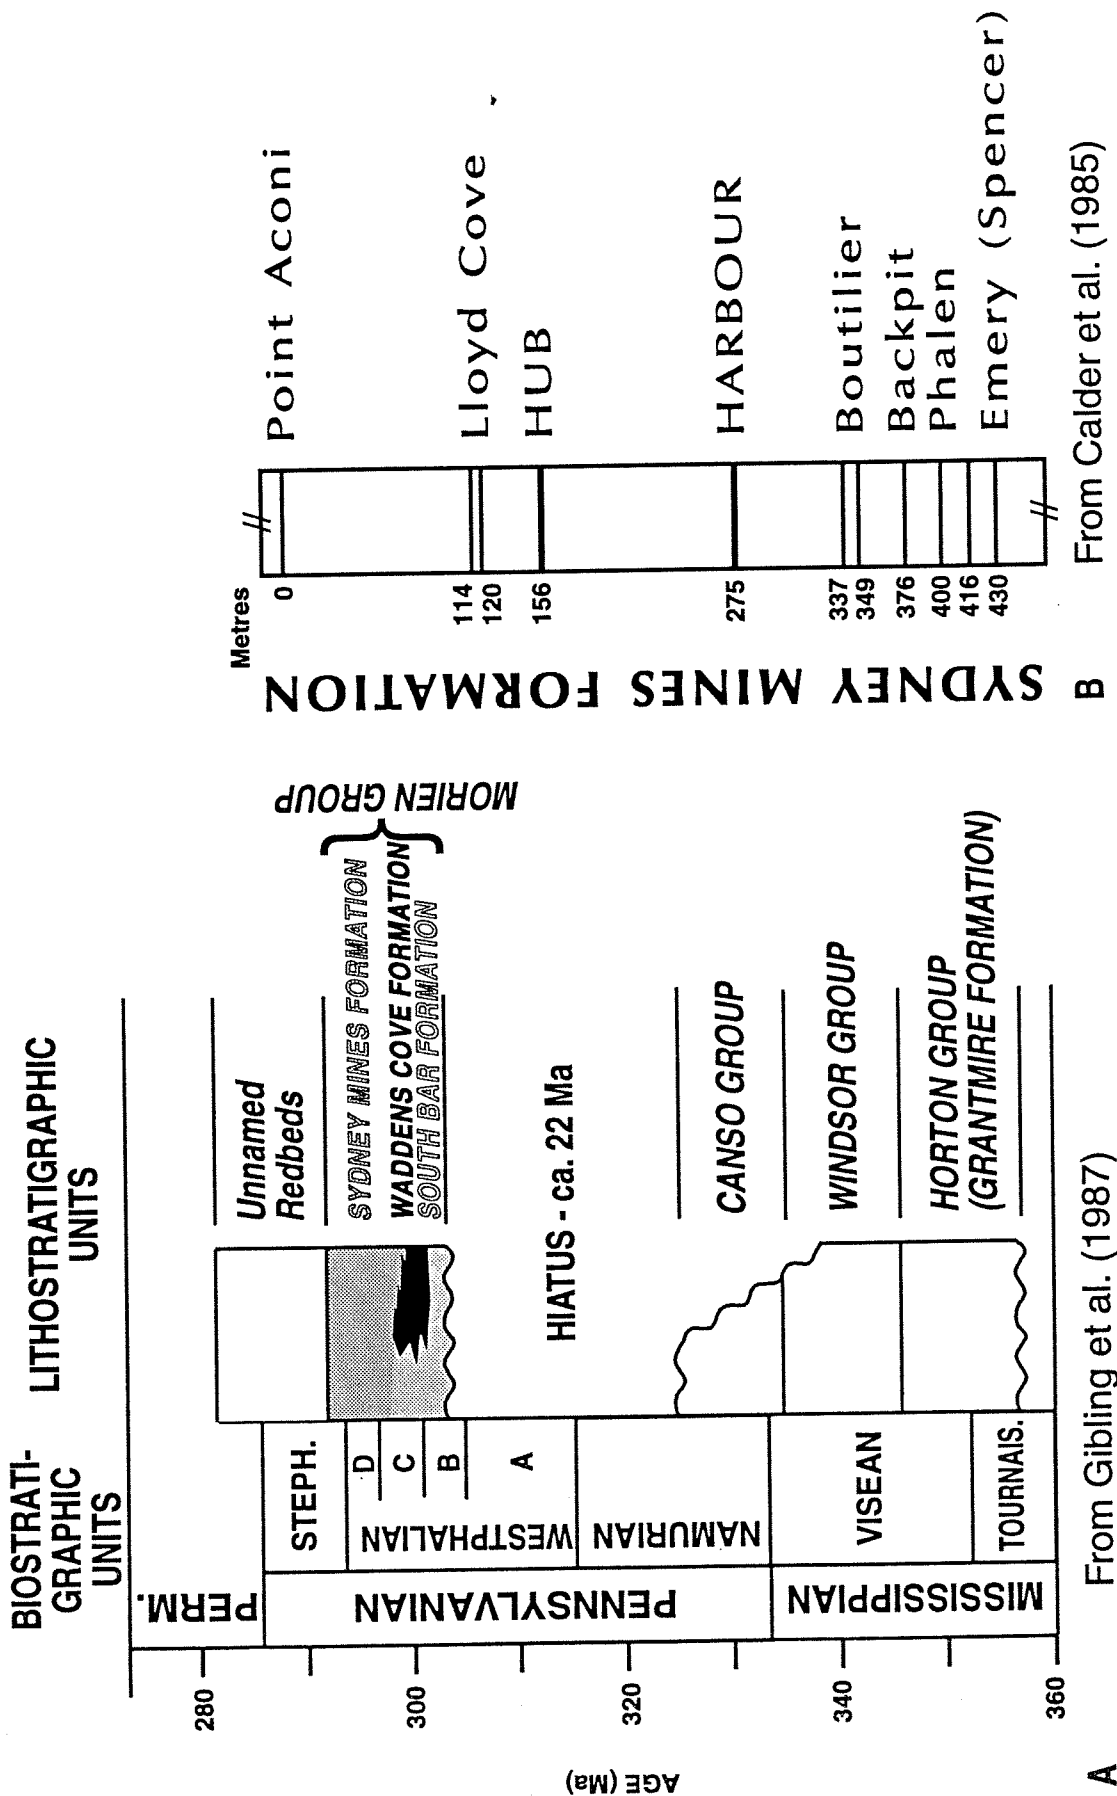 BIOSTRATI-
GRAPHIC
UNITS
LITHOSTRATIGRAPHIC
UNITS
AGE (Ma)
280
300
320
340
360
PERM.
PENNSYLVANIAN
MISSISSIPPIAN
STEPH.
WESTPHALIAN
D
C
B
A
NAMURIAN
VISEAN
TOURNAIS.
Unnamed
Redbeds
SYDNEY MINES FORMATION
WADDENS COVE FORMATION
SOUTH BAR FORMATION
MORIEN GROUP
HIATUS - ca. 22 Ma
CANSO GROUP
WINDSOR GROUP
HORTON GROUP
(GRANTMIRE FORMATION)
A
From Gibling et al. (1987)
SYDNEY MINES FORMATION
Metres
0
114
120
156
275
337
349
376
400
416
430
Point Aconi
Lloyd Cove
HUB
HARBOUR
Boutilier
Backpit
Phalen
Emery (Spencer)
B
From Calder et al. (1985)